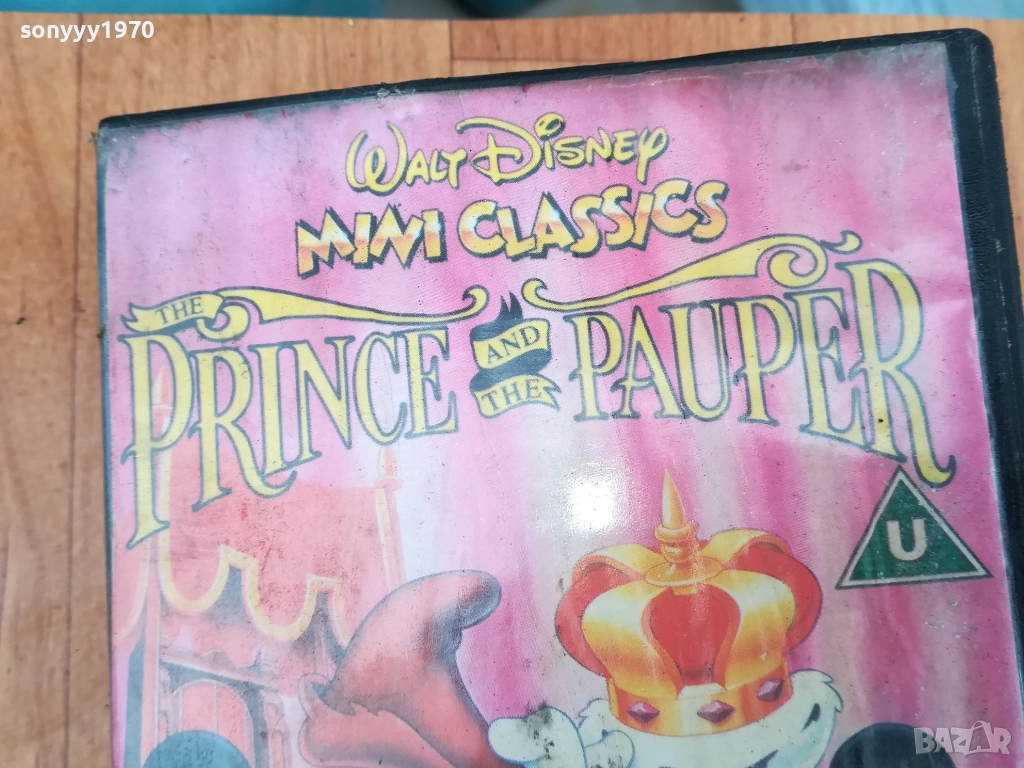 sonyyy1970
WALT DISNEY
MINI CLASSICS
THE
PRINCE AND THE PAUPER
U
BAZAR